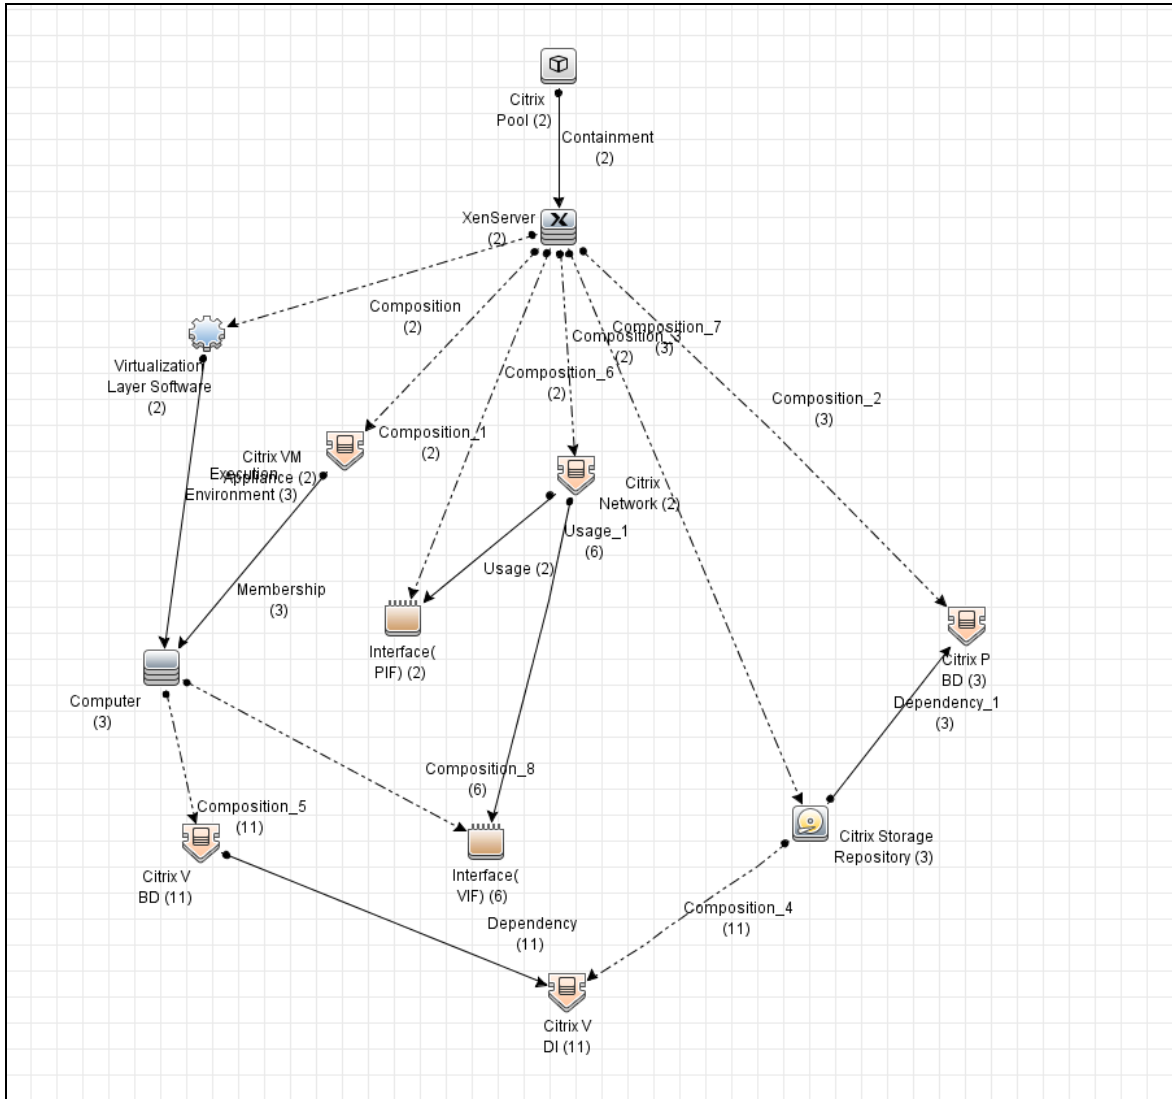 Citrix
Pool (2)
Containment
(2)
XenServer
(2)
Composition
(2)
Composition_7
(3)
Composition_3
(2)
Virtualization
Layer Software
(2)
Composition_6
(2)
Composition_2
(3)
Composition_1
(2)
Citrix VM
Appliance (2)
Execution
Environment (3)
Citrix
Network (2)
Usage_1
(6)
Usage (2)
Membership
(3)
Interface(
PIF) (2)
Citrix P
BD (3)
Computer
(3)
Dependency_1
(3)
Composition_8
(6)
Composition_5
(11)
Citrix Storage
Repository (3)
Citrix V
BD (11)
Interface(
VIF) (6)
Composition_4
(11)
Dependency
(11)
Citrix V
DI (11)